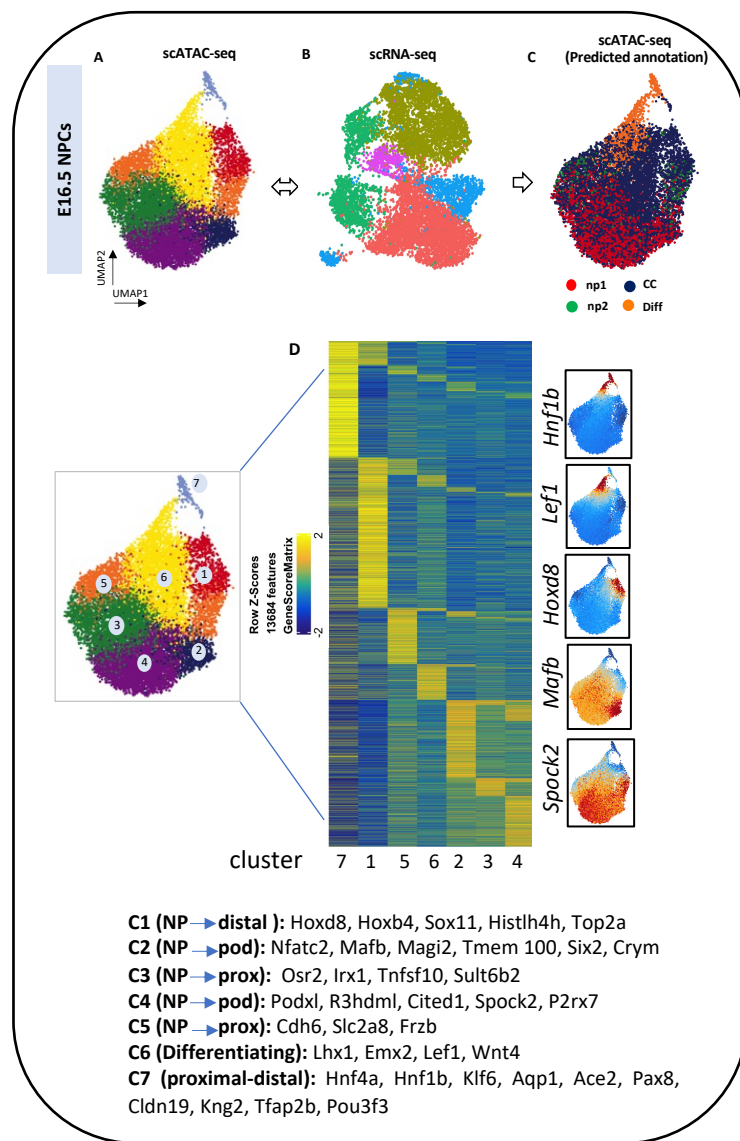 A
scATAC-seq
B
scRNA-seq
C
scATAC-seq
(Predicted annotation)
E16.5 NPCs
UMAP2
UMAP1
np1
CC
np2
Diff
D
7
1
5
6
3
2
4
Row Z-Scores
13684 features
GeneScoreMatrix
2
-2
Hnf1b
Lef1
Hoxd8
Mafb
Spock2
cluster
7 1 5 6 2 3 4
C1 (NP → distal ): Hoxd8, Hoxb4, Sox11, Histlh4h, Top2a
C2 (NP → pod): Nfatc2, Mafb, Magi2, Tmem 100, Six2, Crym
C3 (NP → prox): Osr2, Irx1, Tnfsf10, Sult6b2
C4 (NP → pod): Podxl, R3hdml, Cited1, Spock2, P2rx7
C5 (NP → prox): Cdh6, Slc2a8, Frzb
C6 (Differentiating): Lhx1, Emx2, Lef1, Wnt4
C7 (proximal-distal): Hnf4a, Hnf1b, Klf6, Aqp1, Ace2, Pax8,
Cldn19, Kng2, Tfap2b, Pou3f3